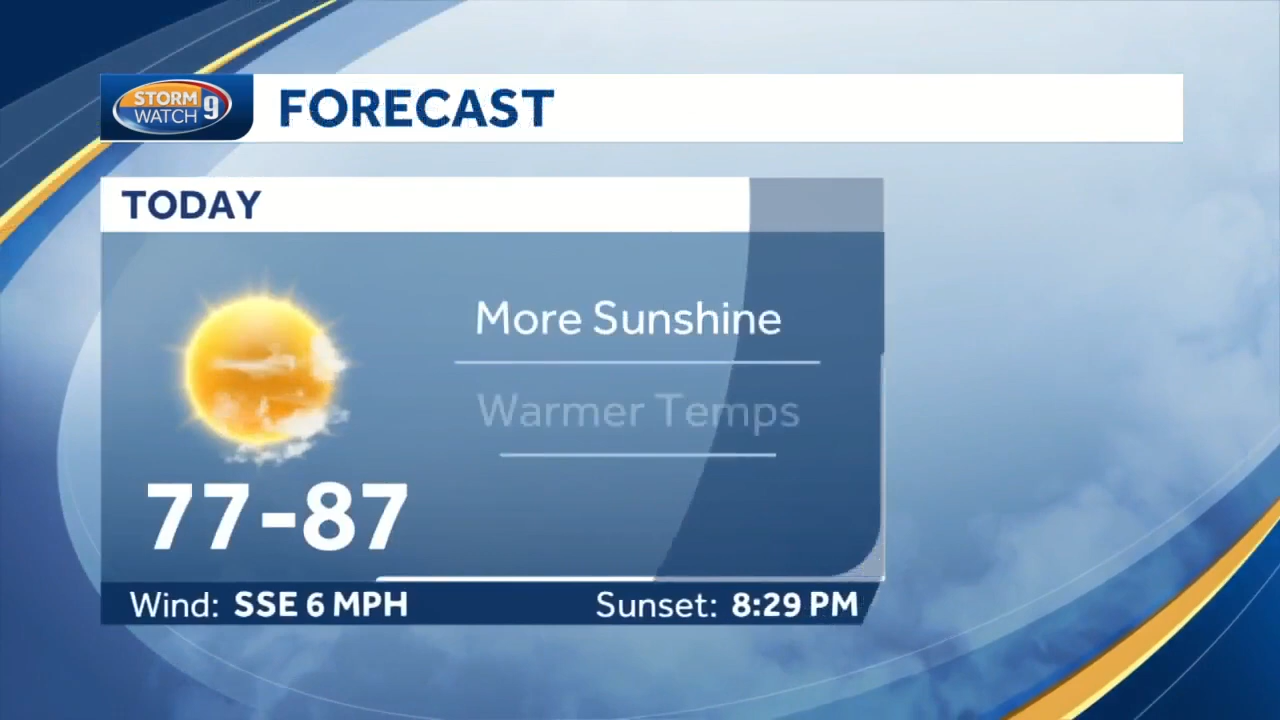 STORM
WATCH 9
FORECAST
TODAY
More Sunshine
Warmer Temps
77-87
Wind: SSE 6 MPH
Sunset: 8:29 PM